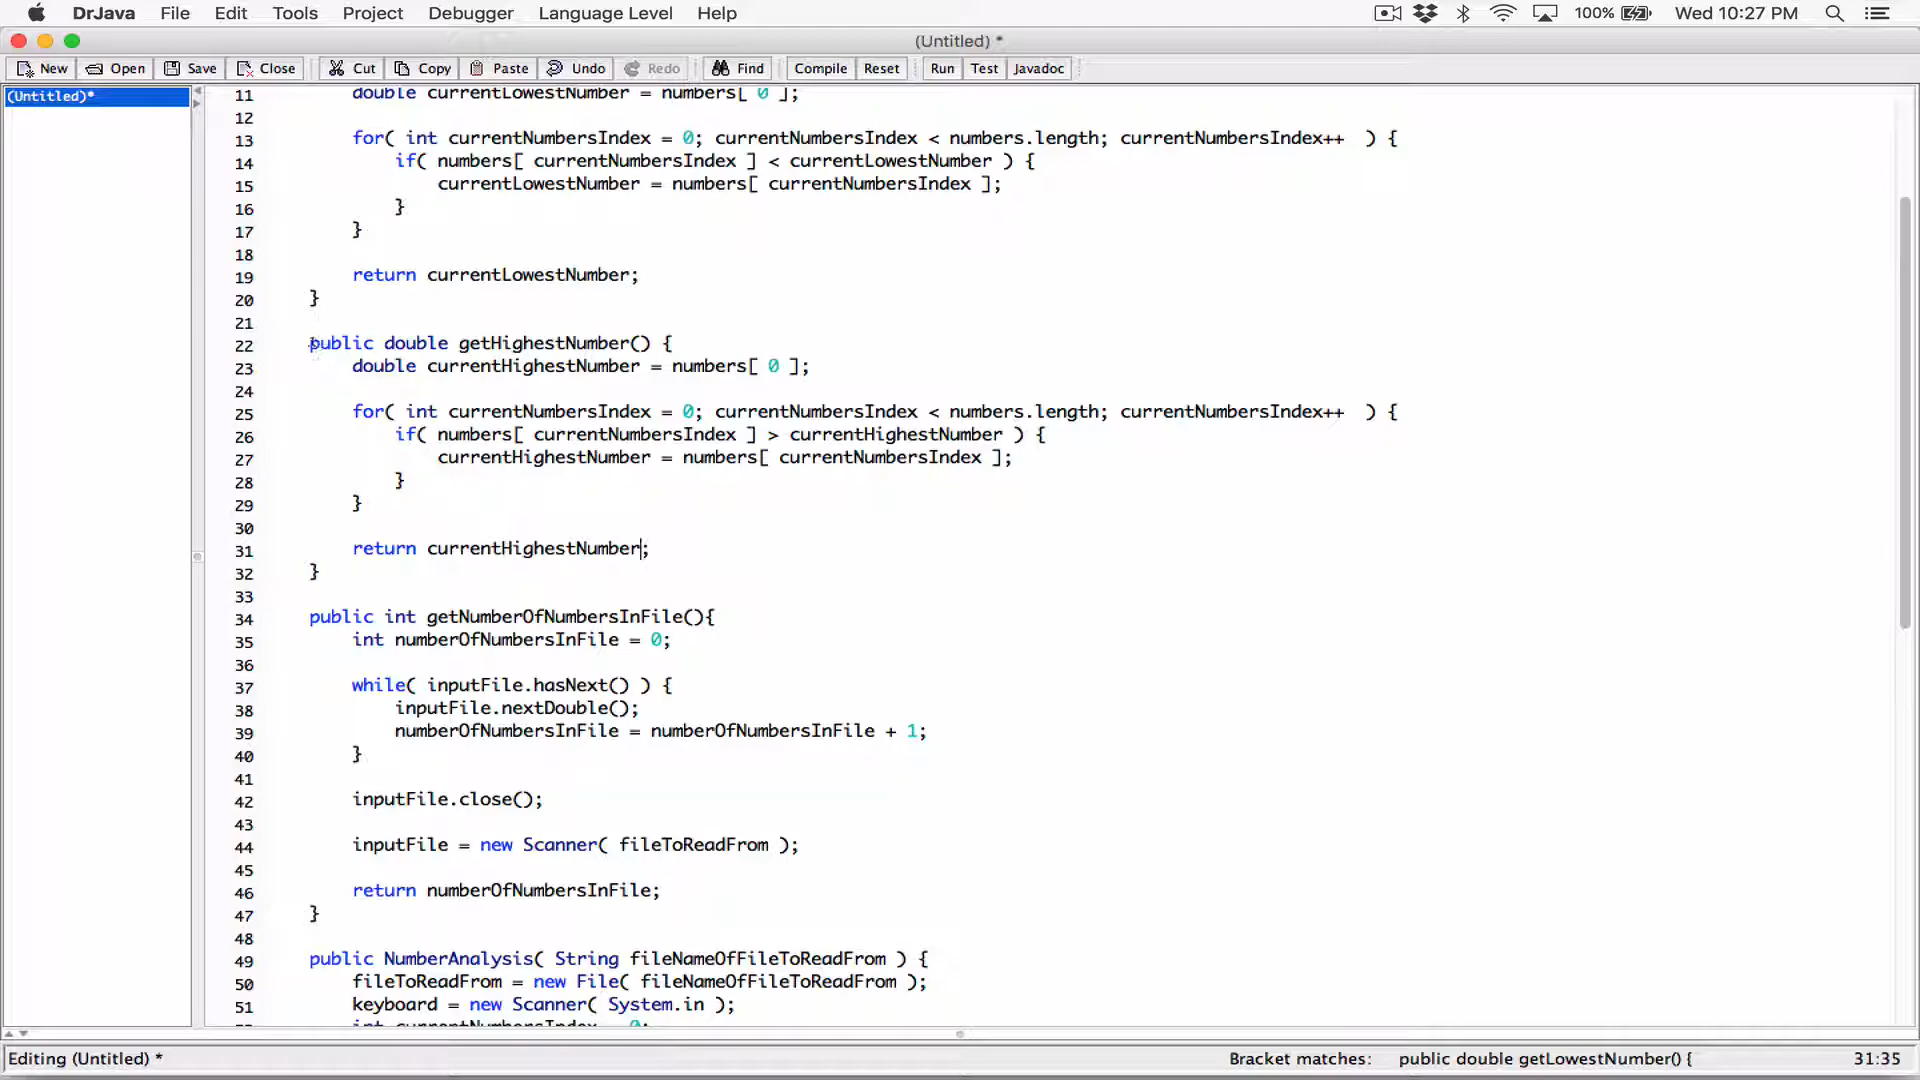 DrJava File Edit Tools Project Debugger Language Level Help 100% Wed 10:27 PM
(Untitled) *
New Open Save Close Cut Copy Paste Undo Redo Find Compile Reset Run Test Javadoc
(Untitled)*
11 double currentLowestNumber = numbers[ 0 ];
12
13 for( int currentNumbersIndex = 0; currentNumbersIndex < numbers.length; currentNumbersIndex++  ) {
14 if( numbers[ currentNumbersIndex ] < currentLowestNumber ) {
15 currentLowestNumber = numbers[ currentNumbersIndex ];
16 }
17 }
18
19 return currentLowestNumber;
20 }
21
22 public double getHighestNumber() {
23 double currentHighestNumber = numbers[ 0 ];
24
25 for( int currentNumbersIndex = 0; currentNumbersIndex < numbers.length; currentNumbersIndex++  ) {
26 if( numbers[ currentNumbersIndex ] > currentHighestNumber ) {
27 currentHighestNumber = numbers[ currentNumbersIndex ];
28 }
29 }
30
31 return currentHighestNumber;
32 }
33
34 public int getNumberOfNumbersInFile(){
35 int numberOfNumbersInFile = 0;
36
37 while( inputFile.hasNext() ) {
38 inputFile.nextDouble();
39 numberOfNumbersInFile = numberOfNumbersInFile + 1;
40 }
41
42 inputFile.close();
43
44 inputFile = new Scanner( fileToReadFrom );
45
46 return numberOfNumbersInFile;
47 }
48
49 public NumberAnalysis( String fileNameOfFileToReadFrom ) {
50 fileToReadFrom = new File( fileNameOfFileToReadFrom );
51 keyboard = new Scanner( System.in );
int currentNumbersIndex = 0;
Editing (Untitled) * Bracket matches: public double getLowestNumber() { 31:35